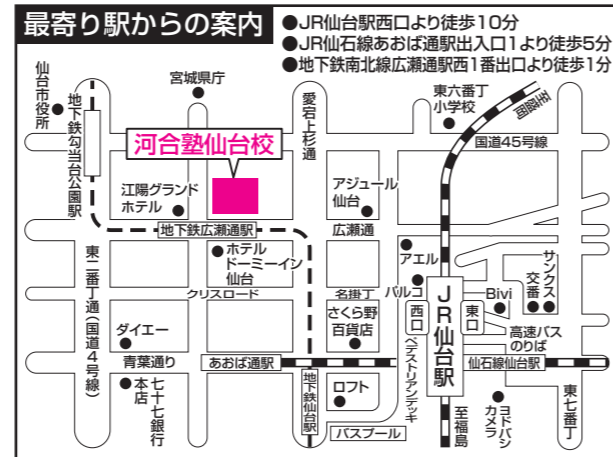 最寄り駅からの案内
●JR仙台駅西口より徒歩10分
●JR仙石線あおば通駅出入口1より徒歩5分
●地下鉄南北線広瀬通駅西1番出口より徒歩1分
仙台市役所
地下鉄勾当台公園駅
宮城県庁
愛宕上杉通
東六番丁
小学校
至盛岡
国道45号線
河合塾仙台校
江陽グランド
ホテル
アジュール
仙台
地下鉄広瀬通駅
広瀬通
ホテル
ドーミーイン
仙台
アエル
パルコ
クリスロード
名掛丁
さくら野
百貨店
西口
JR仙台駅
東口
Bivi
交番
サンクス
高速バス
のりば
東二番丁通(国道4号線)
ダイエー
青葉通り
あおば通駅
ペデストリアンデッキ
仙石線仙台駅
七十七銀行
本店
地下鉄仙台駅
ロフト
バスプール
至福島
ヨドバシ
カメラ
東七番丁